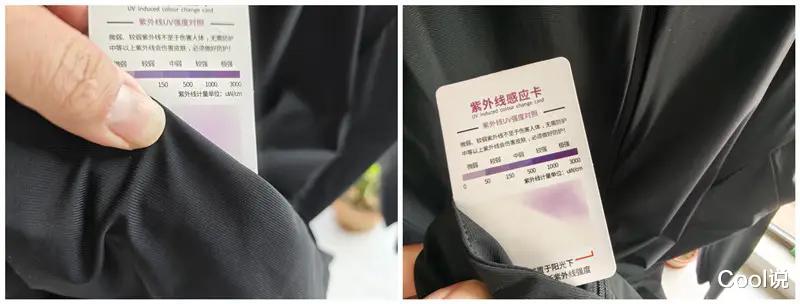 UV induced colour change card
紫外线UV强度对照
微弱、较弱紫外线不至于伤害人体，无需防护
中等以上紫外线会伤害皮肤，必须做好防护!
微弱 较弱 中弱 较强 极强
150 500 1000 3000
紫外线计量单位：uW/cm
紫外线感应卡
UV induced colour change card
紫外线UV强度对照
微弱、较弱紫外线不至于伤害人体，无需防护
中等以上紫外线会伤害皮肤，必须做好防护!
微弱 较弱 中弱 较强 极强
0 50 150 500 1000 3000
紫外线计量单位：uW/cm
置于阳光下
紫外线强度
Cool说